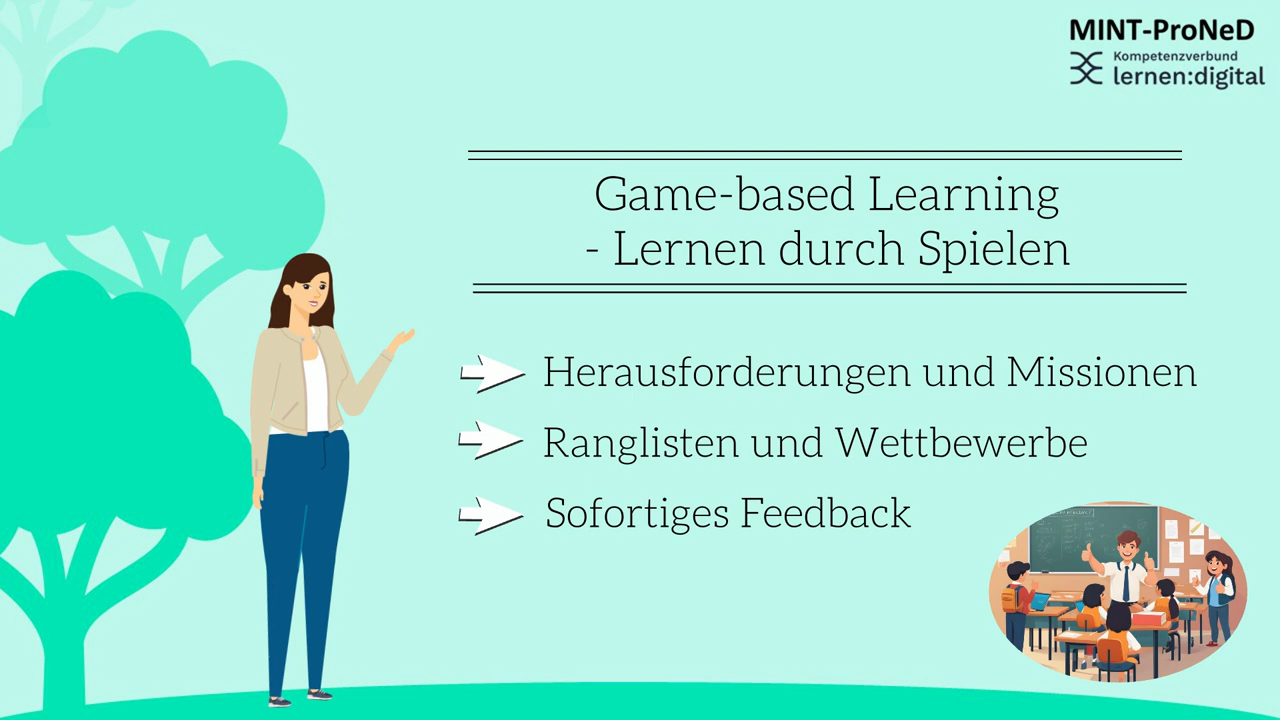 MINT-ProNeD
Kompetenzverbund
lernen:digital
Game-based Learning
- Lernen durch Spielen
Herausforderungen und Missionen
Ranglisten und Wettbewerbe
Sofortiges Feedback